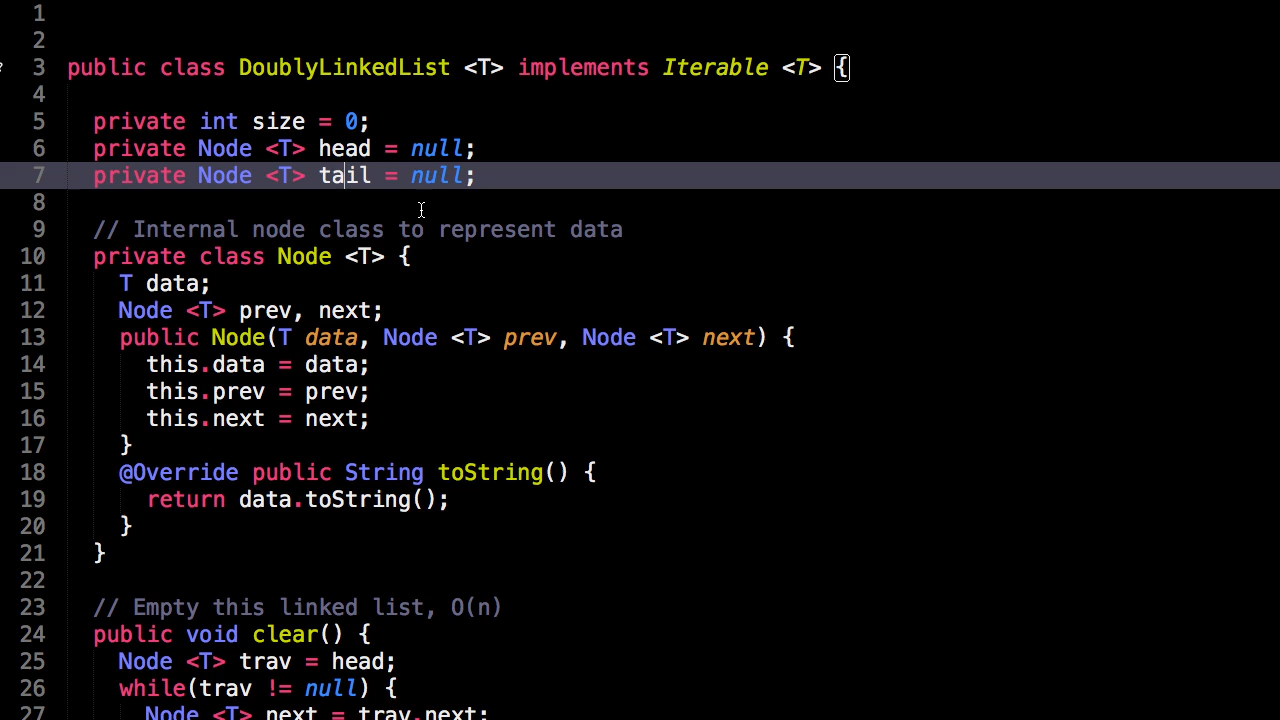 1
2
3 public class DoublyLinkedList <T> implements Iterable <T> {
4
5 private int size = 0;
6 private Node <T> head = null;
7 private Node <T> tail = null;
8
9 // Internal node class to represent data
10 private class Node <T> {
11 T data;
12 Node <T> prev, next;
13 public Node(T data, Node <T> prev, Node <T> next) {
14 this.data = data;
15 this.prev = prev;
16 this.next = next;
17 }
18 @Override public String toString() {
19 return data.toString();
20 }
21 }
22
23 // Empty this linked list, O(n)
24 public void clear() {
25 Node <T> trav = head;
26 while(trav != null) {
27 Node <T> next = trav.next;